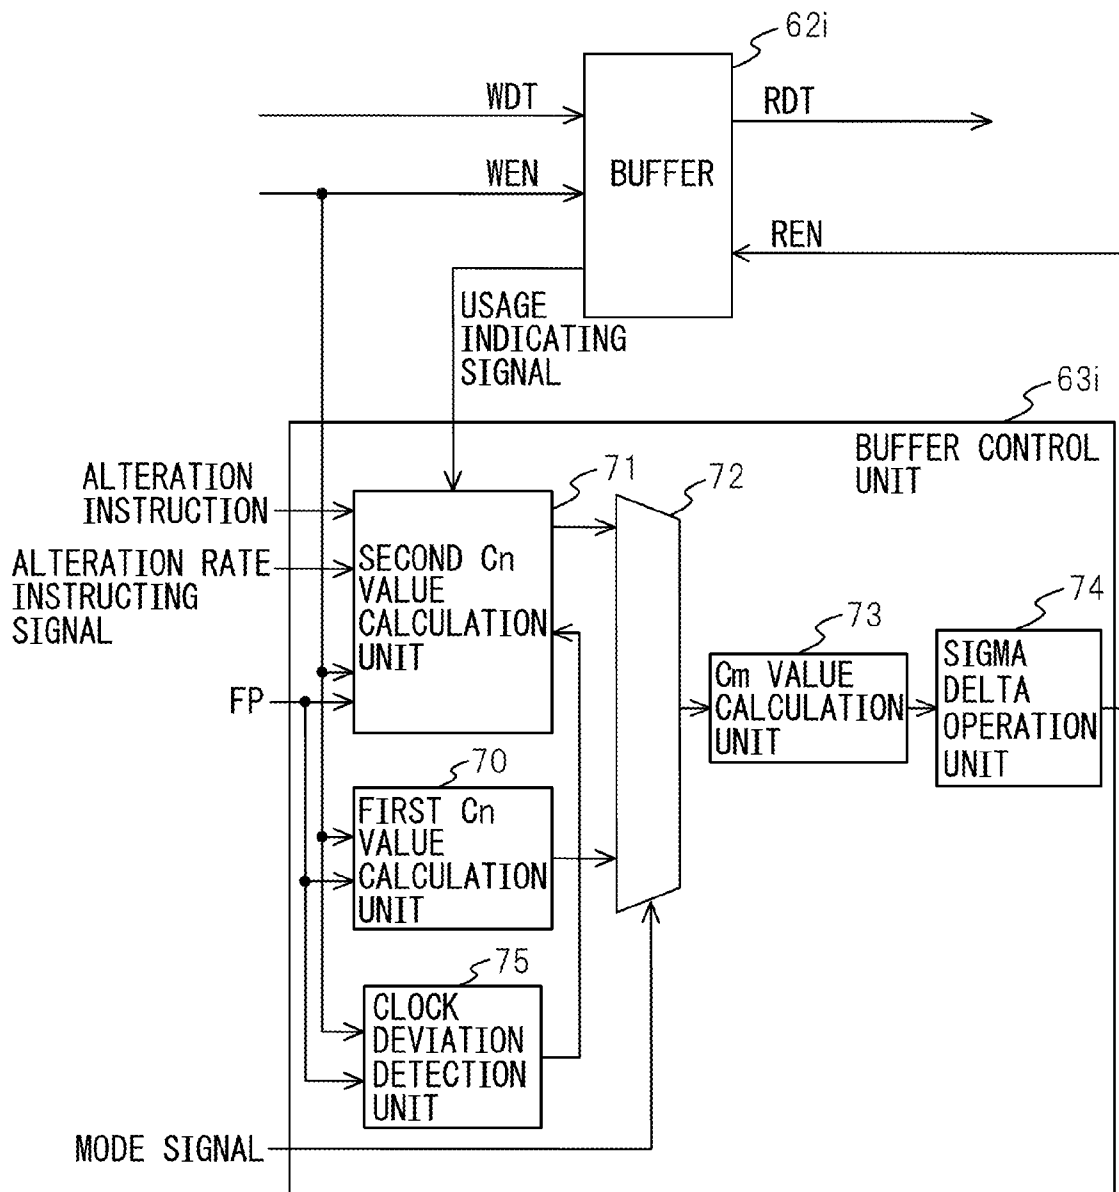 62i
WDT
RDT
WEN
BUFFER
REN
USAGE
INDICATING
SIGNAL
63i
BUFFER CONTROL
UNIT
ALTERATION
INSTRUCTION
71
72
ALTERATION RATE
INSTRUCTING
SIGNAL
SECOND Cn
VALUE
CALCULATION
UNIT
73
74
Cm VALUE
CALCULATION
UNIT
SIGMA
DELTA
OPERATION
UNIT
FP
70
FIRST Cn
VALUE
CALCULATION
UNIT
75
CLOCK
DEVIATION
DETECTION
UNIT
MODE SIGNAL